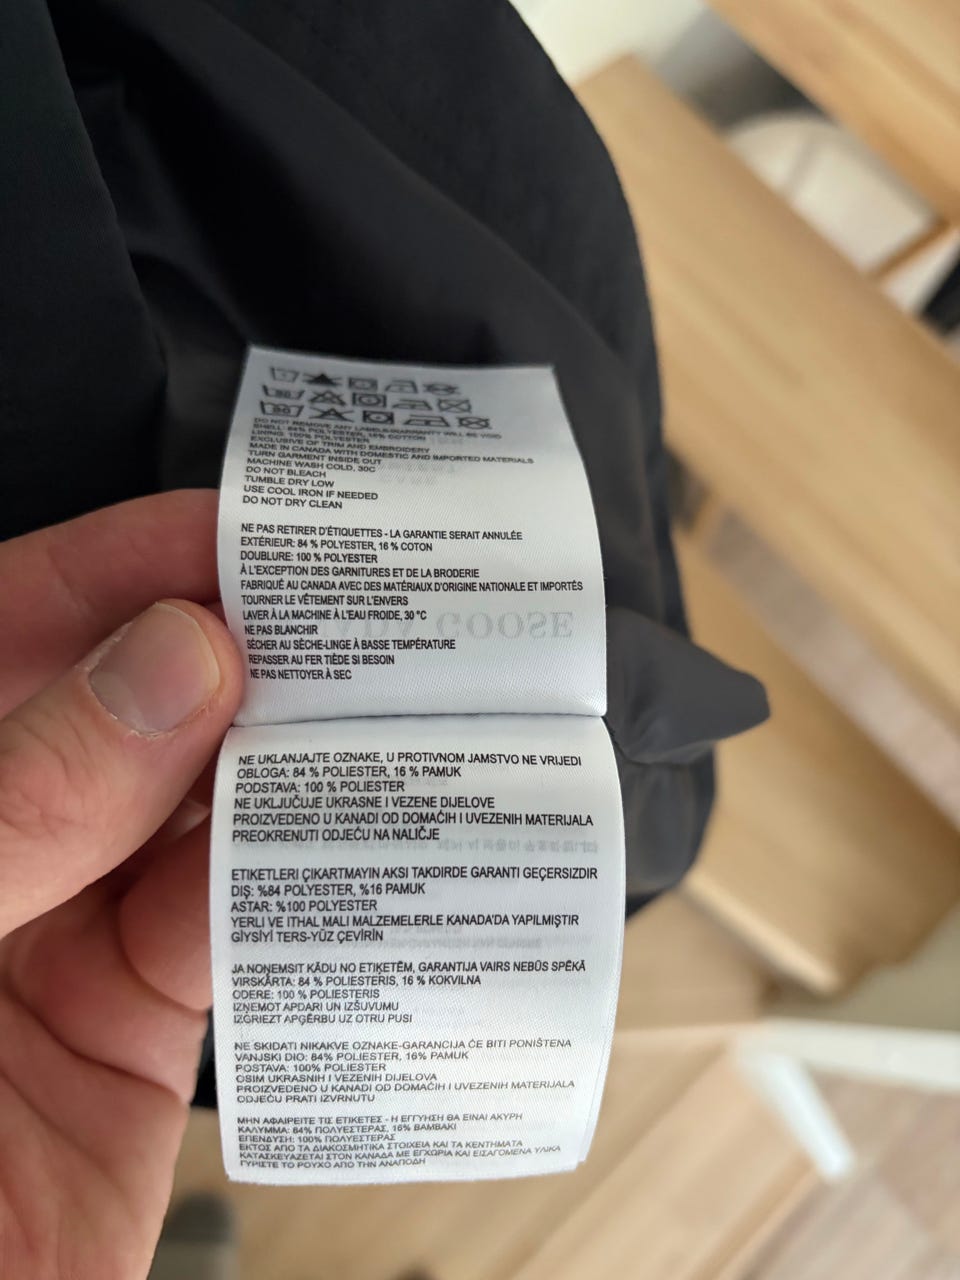 DO NOT REMOVE ANY LABELS-WARRANTY WILL BE VOID
SHELL: 84% POLYESTER, 16% COTTON
LINING: 100% POLYESTER
EXCLUSIVE OF TRIM AND EMBROIDERY
MADE IN CANADA WITH DOMESTIC AND IMPORTED MATERIALS
TURN GARMENT INSIDE OUT
MACHINE WASH COLD, 30C
DO NOT BLEACH
TUMBLE DRY LOW
USE COOL IRON IF NEEDED
DO NOT DRY CLEAN
NE PAS RETIRER D'ÉTIQUETTES - LA GARANTIE SERAIT ANNULÉE
EXTÉRIEUR: 84 % POLYESTER, 16 % COTON
DOUBLURE: 100 % POLYESTER
À L'EXCEPTION DES GARNITURES ET DE LA BRODERIE
FABRIQUÉ AU CANADA AVEC DES MATÉRIAUX D'ORIGINE NATIONALE ET IMPORTÉS
TOURNER LE VÊTEMENT SUR L'ENVERS
LAVER À LA MACHINE À L'EAU FROIDE, 30 °C
NE PAS BLANCHIR
SÉCHER AU SÈCHE-LINGE À BASSE TEMPÉRATURE
REPASSER AU FER TIÈDE SI BESOIN
NE PAS NETTOYER À SEC
GOOSE
NE UKLANJAJTE OZNAKE, U PROTIVNOM JAMSTVO NE VRIJEDI
OBLOGA: 84 % POLIESTER, 16 % PAMUK
PODSTAVA: 100 % POLIESTER
NE UKLJUČUJE UKRASNE I VEZENE DIJELOVE
PROIZVEDENO U KANADI OD DOMAĆIH I UVEZENIH MATERIJALA
PREOKRENUTI ODJEĆU NA NALIČJE
ETIKETLERİ ÇIKARTMAYIN AKSI TAKDIRDE GARANTI GEÇERSIZDIR
DIŞ: %84 POLYESTER, %16 PAMUK
ASTAR: %100 POLYESTER
YERLI VE ITHAL MALI MALZEMELERLE KANADA'DA YAPILMIŞTIR
GİYSİYİ TERS-YÜZ ÇEVİRİN
JA NOŅEMSIT KĀDU NO ETIĶETĒM, GARANTIJA VAIRS NEBŪS SPĒKĀ
VIRSKĀRTA: 84 % POLIESTERIS, 16 % KOKVILNA
ODERE: 100 % POLIESTERIS
IZŅEMOT APDARI UN IZŠUVUMU
IZGRIEZT APĢĒRBU UZ OTRU PUSI
NE SKIDATI NIKAKVE OZNAKE-GARANCIJA ĆE BITI PONIŠTENA
VANJSKI DIO: 84% POLIESTER, 16% PAMUK
POSTAVA: 100% POLIESTER
OSIM UKRASNIH I VEZENIH DIJELOVA
PROIZVEDENO U KANADI OD DOMAĆIH I UVEZENIH MATERIJALA
ODJEĆU PRATI IZVRNUTU
ΜΗΝ ΑΦΑΙΡΕΙΤΕ ΤΙΣ ΕΤΙΚΕΤΕΣ - Η ΕΓΓΥΗΣΗ ΘΑ ΕΙΝΑΙ ΑΚΥΡΗ
ΚΑΛΥΜΜΑ: 84% ΠΟΛΥΕΣΤΕΡΑΣ, 16% ΒΑΜΒΑΚΙ
ΕΠΕΝΔΥΣΗ: 100% ΠΟΛΥΕΣΤΕΡΑΣ
ΕΚΤΟΣ ΑΠΟ ΤΑ ΔΙΑΚΟΣΜΗΤΙΚΑ ΣΤΟΙΧΕΙΑ ΚΑΙ ΤΑ ΚΕΝΤΗΜΑΤΑ
ΚΑΤΑΣΚΕΥΑΖΕΤΑΙ ΣΤΟΝ ΚΑΝΑΔΑ ΜΕ ΕΓΧΩΡΙΑ ΚΑΙ ΕΙΣΑΓΟΜΕΝΑ ΥΛΙΚΑ
ΓΥΡΙΣΤΕ ΤΟ ΡΟΥΧΟ ΑΠΟ ΤΗΝ ΑΝΑΠΟΔΗ